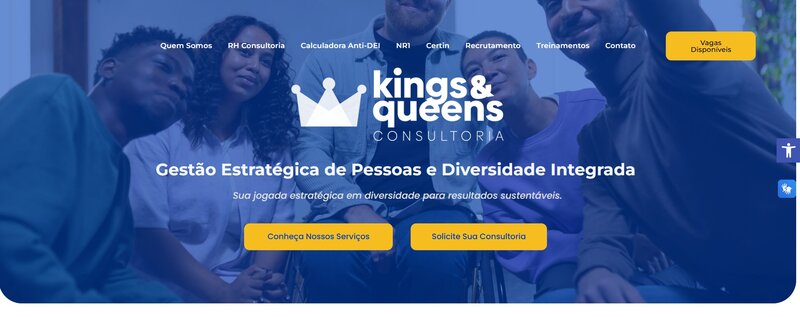 Quem Somos RH Consultoria Calculadora Anti-DEI NR1 Certin Recrutamento Treinamentos Contato Vagas
Disponíveis
kings&
queens
CONSULTORIA
Gestão Estratégica de Pessoas e Diversidade Integrada
Sua jogada estratégica em diversidade para resultados sustentáveis.
Conheça Nossos Serviços Solicite Sua Consultoria